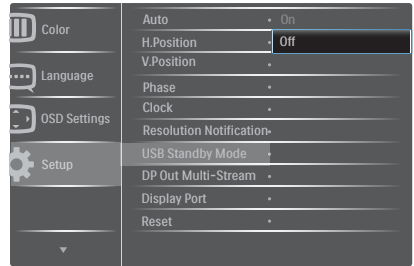 Color
Language
OSD Settings
Setup
Auto
H.Position
V.Position
Phase
Clock
Resolution Notification
USB Standby Mode
DP Out Multi-Stream
Display Port
Reset
On
Off